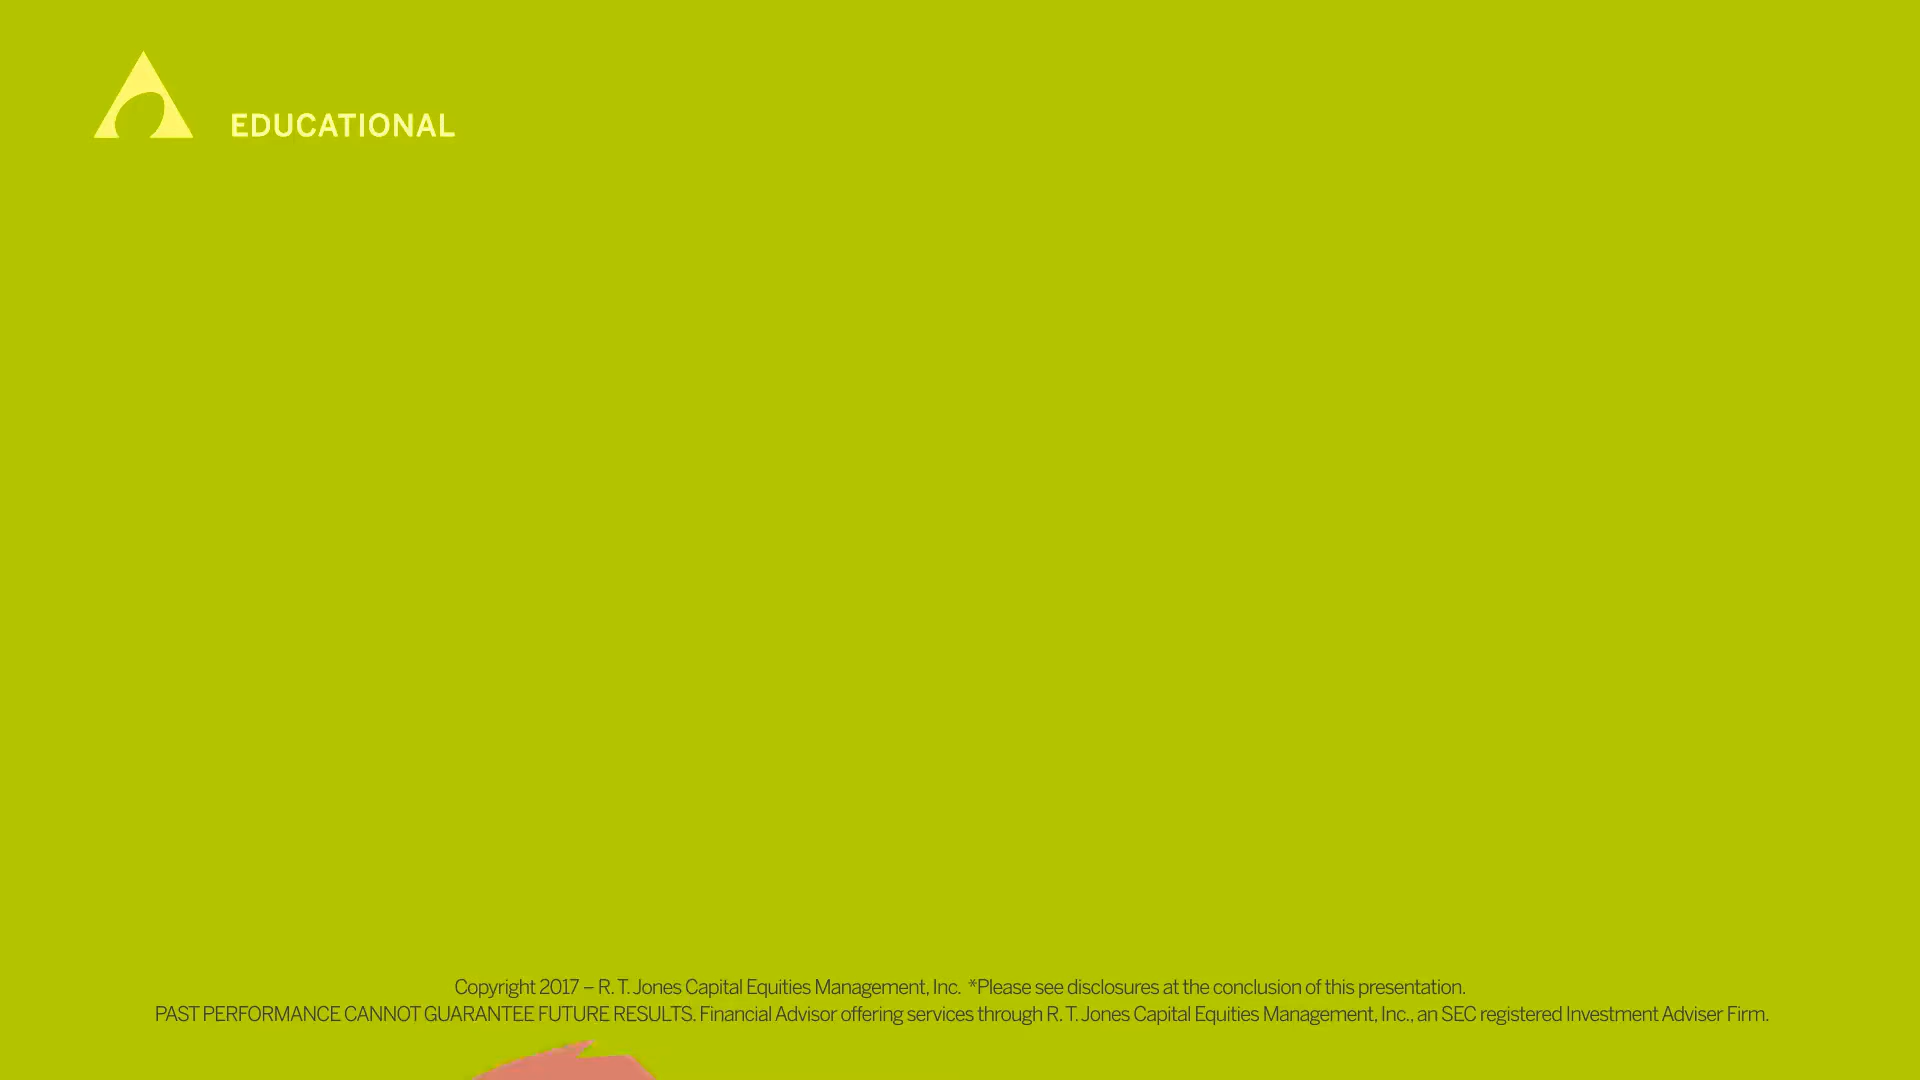 EDUCATIONAL
Copyright 2017 – R. T. Jones Capital Equities Management, Inc. *Please see disclosures at the conclusion of this presentation.
PAST PERFORMANCE CANNOT GUARANTEE FUTURE RESULTS. Financial Advisor offering services through R. T. Jones Capital Equities Management, Inc., an SEC registered Investment Adviser Firm.